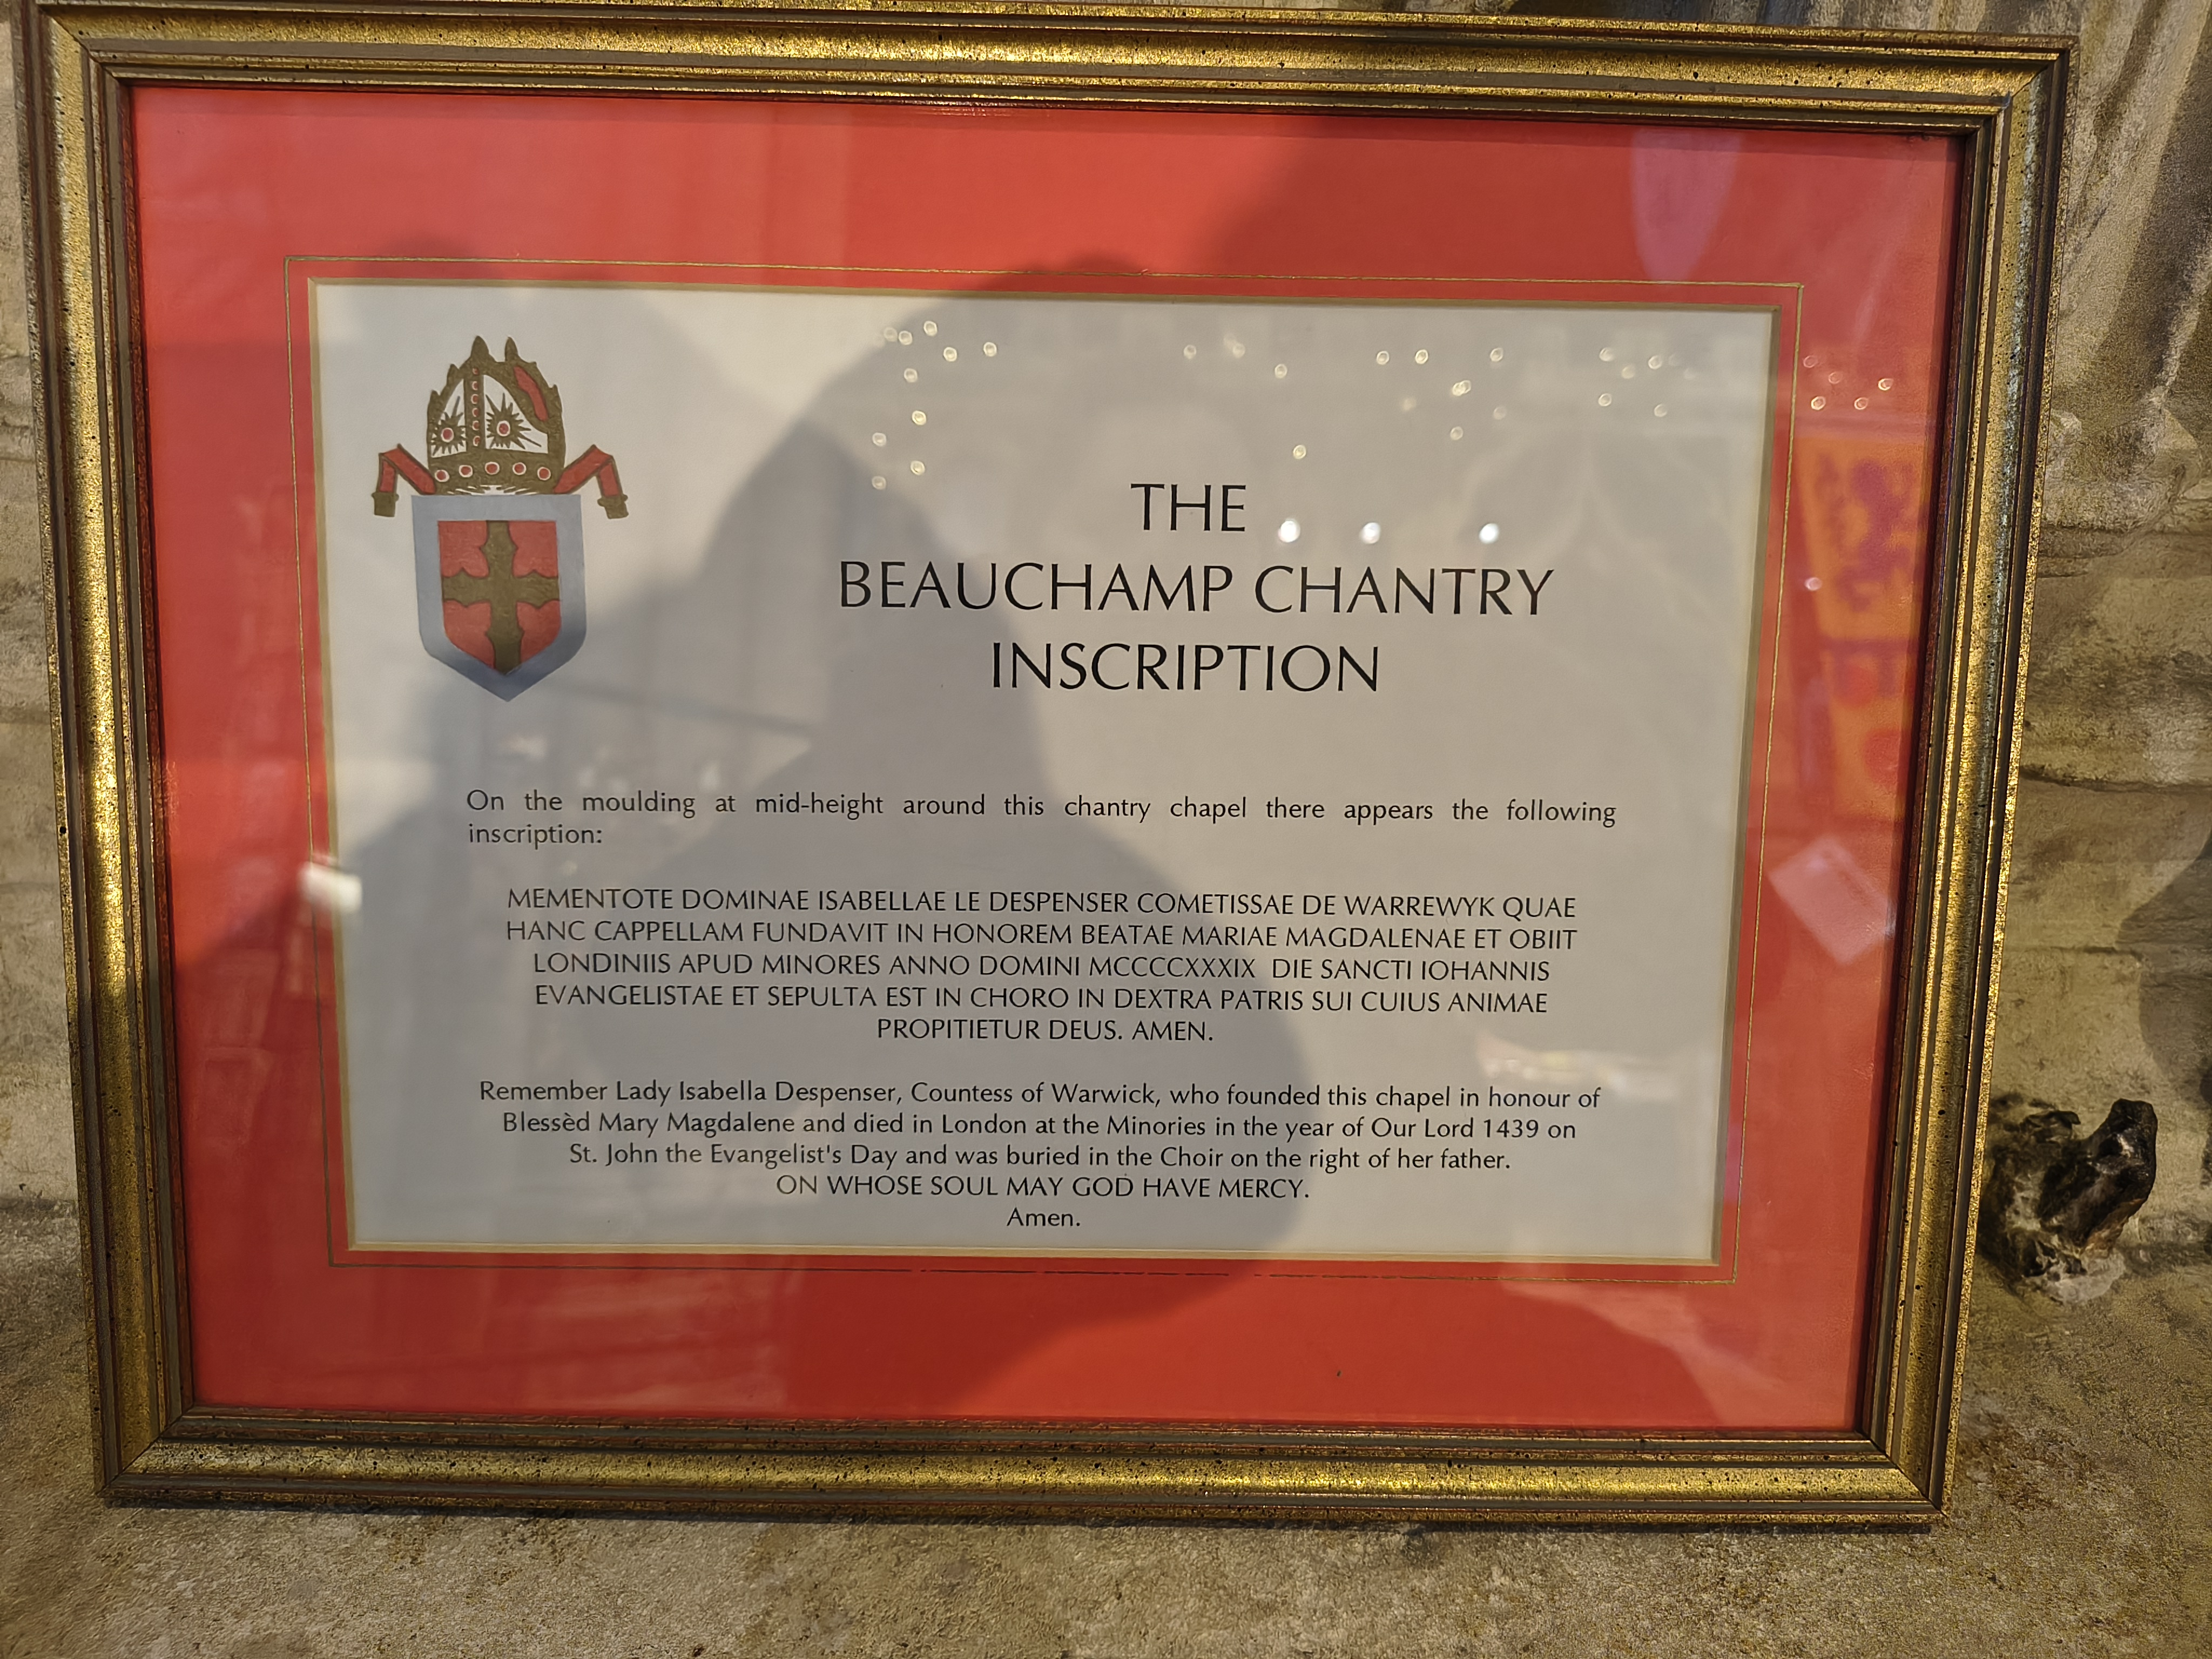 THE
BEAUCHAMP CHANTRY
INSCRIPTION
On the moulding at mid-height around this chantry chapel there appears the following
inscription:
MEMENTOTE DOMINAE ISABELLAE LE DESPENSER COMETISSAE DE WARREWYK QUAE
HANC CAPPELLAM FUNDAVIT IN HONOREM BEATAE MARIAE MAGDALENAE ET OBIIT
LONDINIIS APUD MINORES ANNO DOMINI MCCCCXXXIX DIE SANCTI IOHANNIS
EVANGELISTAE ET SEPULTA EST IN CHORO IN DEXTRA PATRIS SUI CUIUS ANIMAE
PROPITIETUR DEUS. AMEN.
Remember Lady Isabella Despenser, Countess of Warwick, who founded this chapel in honour of
Blessèd Mary Magdalene and died in London at the Minories in the year of Our Lord 1439 on
St. John the Evangelist's Day and was buried in the Choir on the right of her father.
ON WHOSE SOUL MAY GOD HAVE MERCY.
Amen.